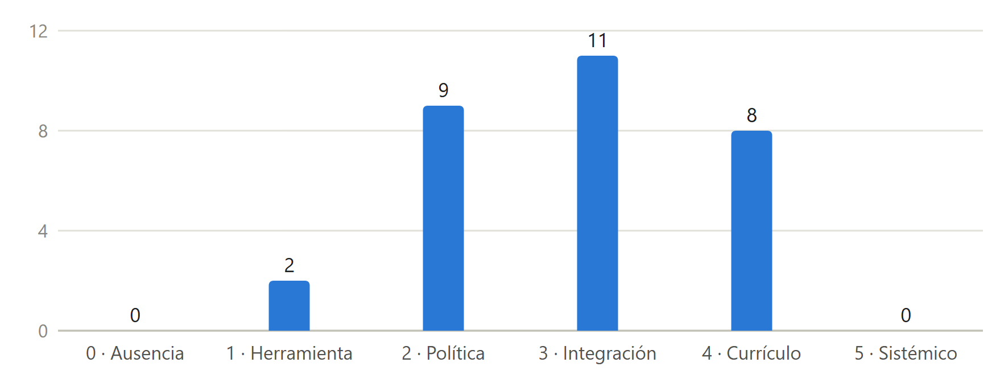 12
11
9
8
8
4
2
0
0
0
0 · Ausencia
1 · Herramienta
2 · Política
3 · Integración
4 · Currículo
5 · Sistémico